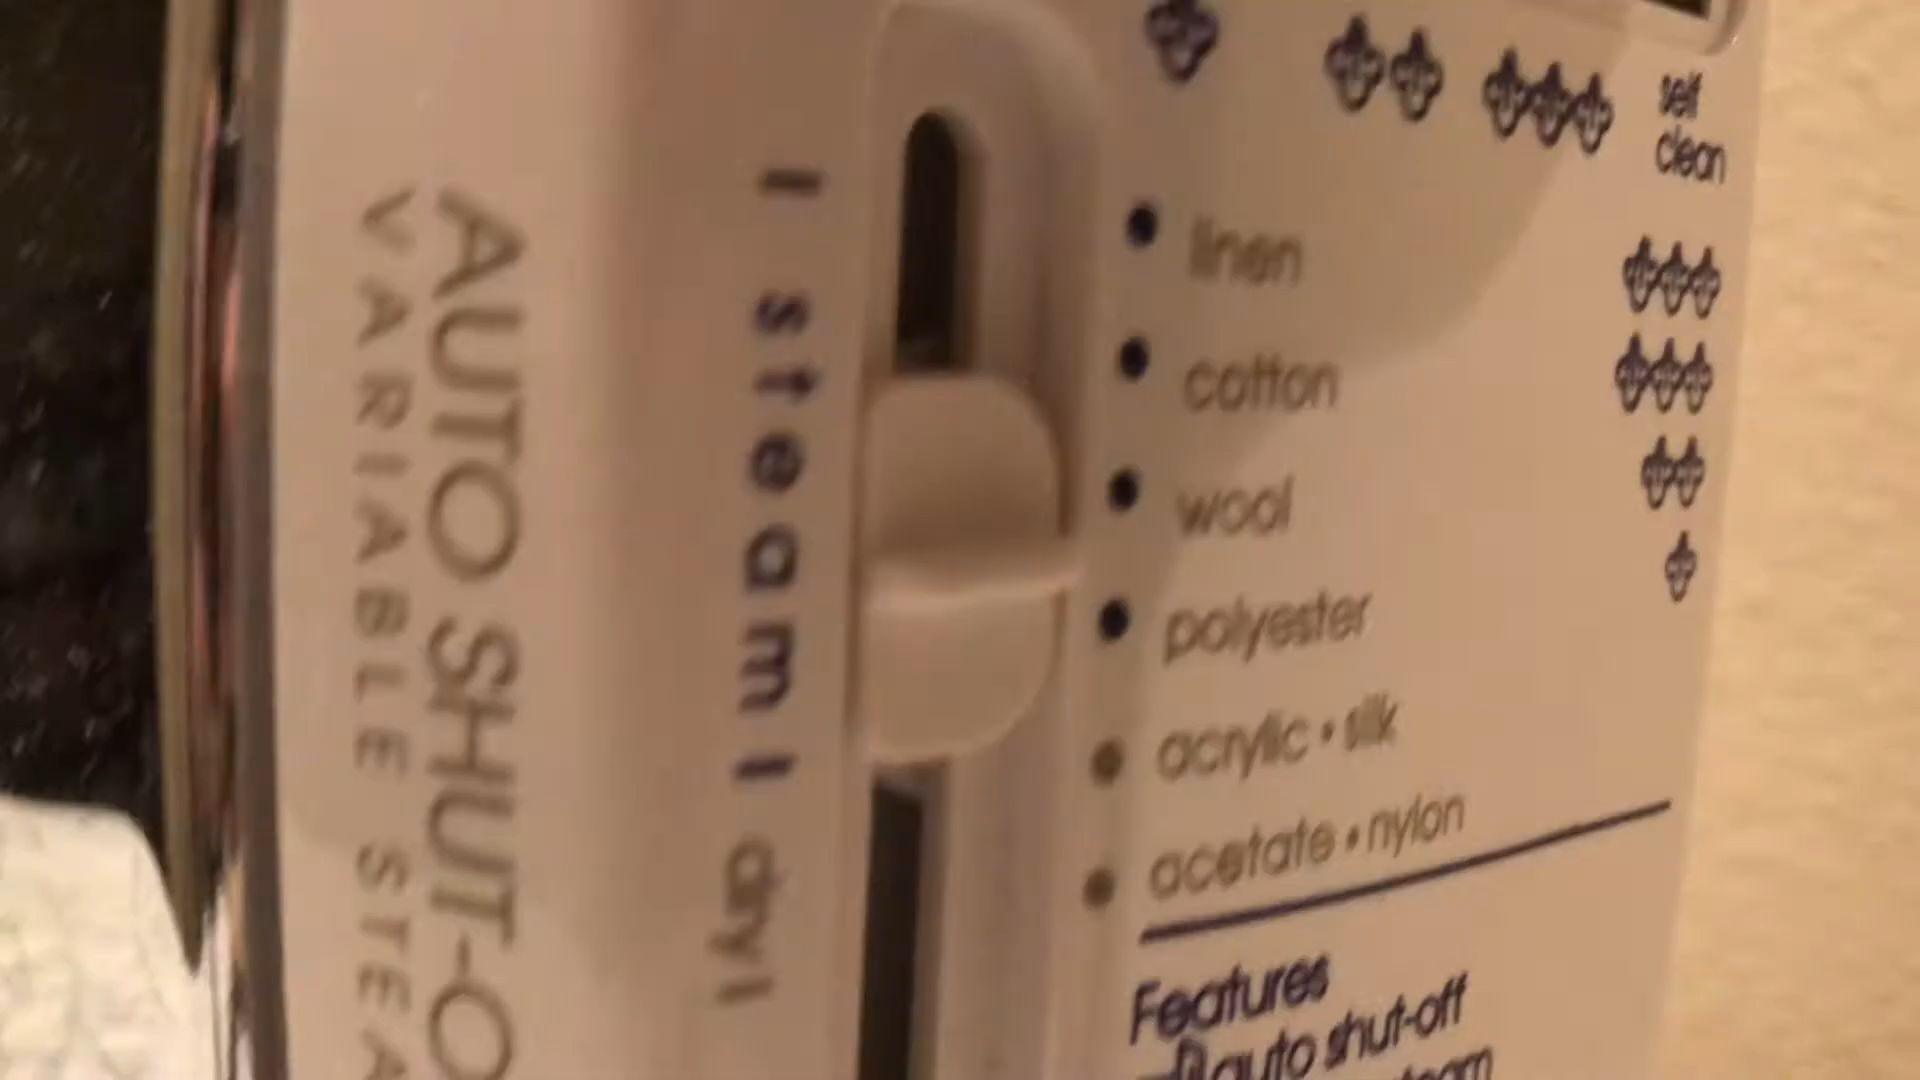 AUTO SHUT-O
VARIABLE STEA
steam
dry
self
clean
linen
cotton
wool
polyester
acrylic • silk
acetate • nylon
Features
auto shut-off